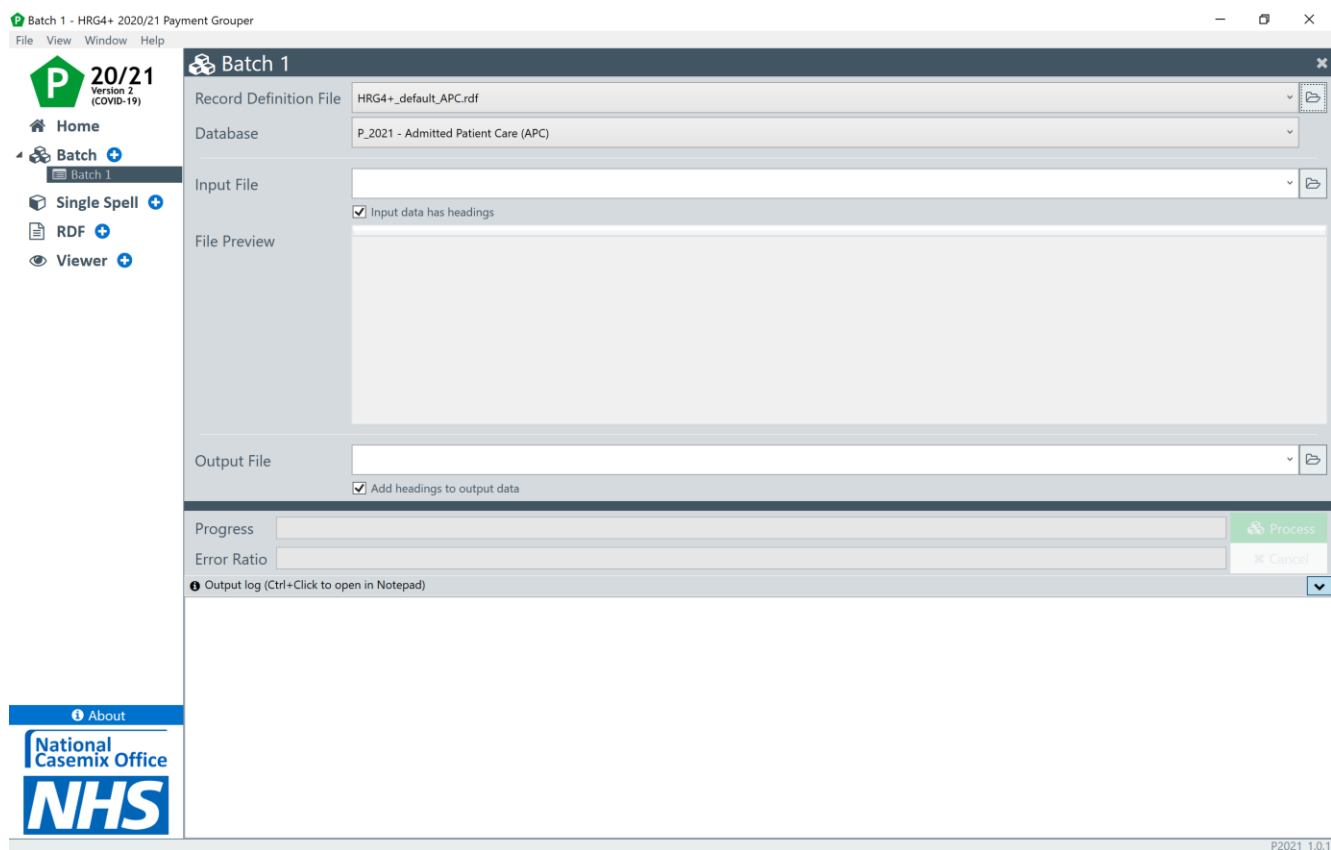 Batch 1 - HRG4+ 2020/21 Payment Grouper
File View Window Help
P 20/21
Version 2
(COVID-19)
Home
Batch
Batch 1
Single Spell
RDF
Viewer
About
National
Casemix Office
NHS
Batch 1
Record Definition File HRG4+_default_APC.rdf
Database P_2021 - Admitted Patient Care (APC)
Input File
Input data has headings
File Preview
Output File
Add headings to output data
Progress Process
Error Ratio Cancel
Output log (Ctrl+Click to open in Notepad)
P2021 1.0.1